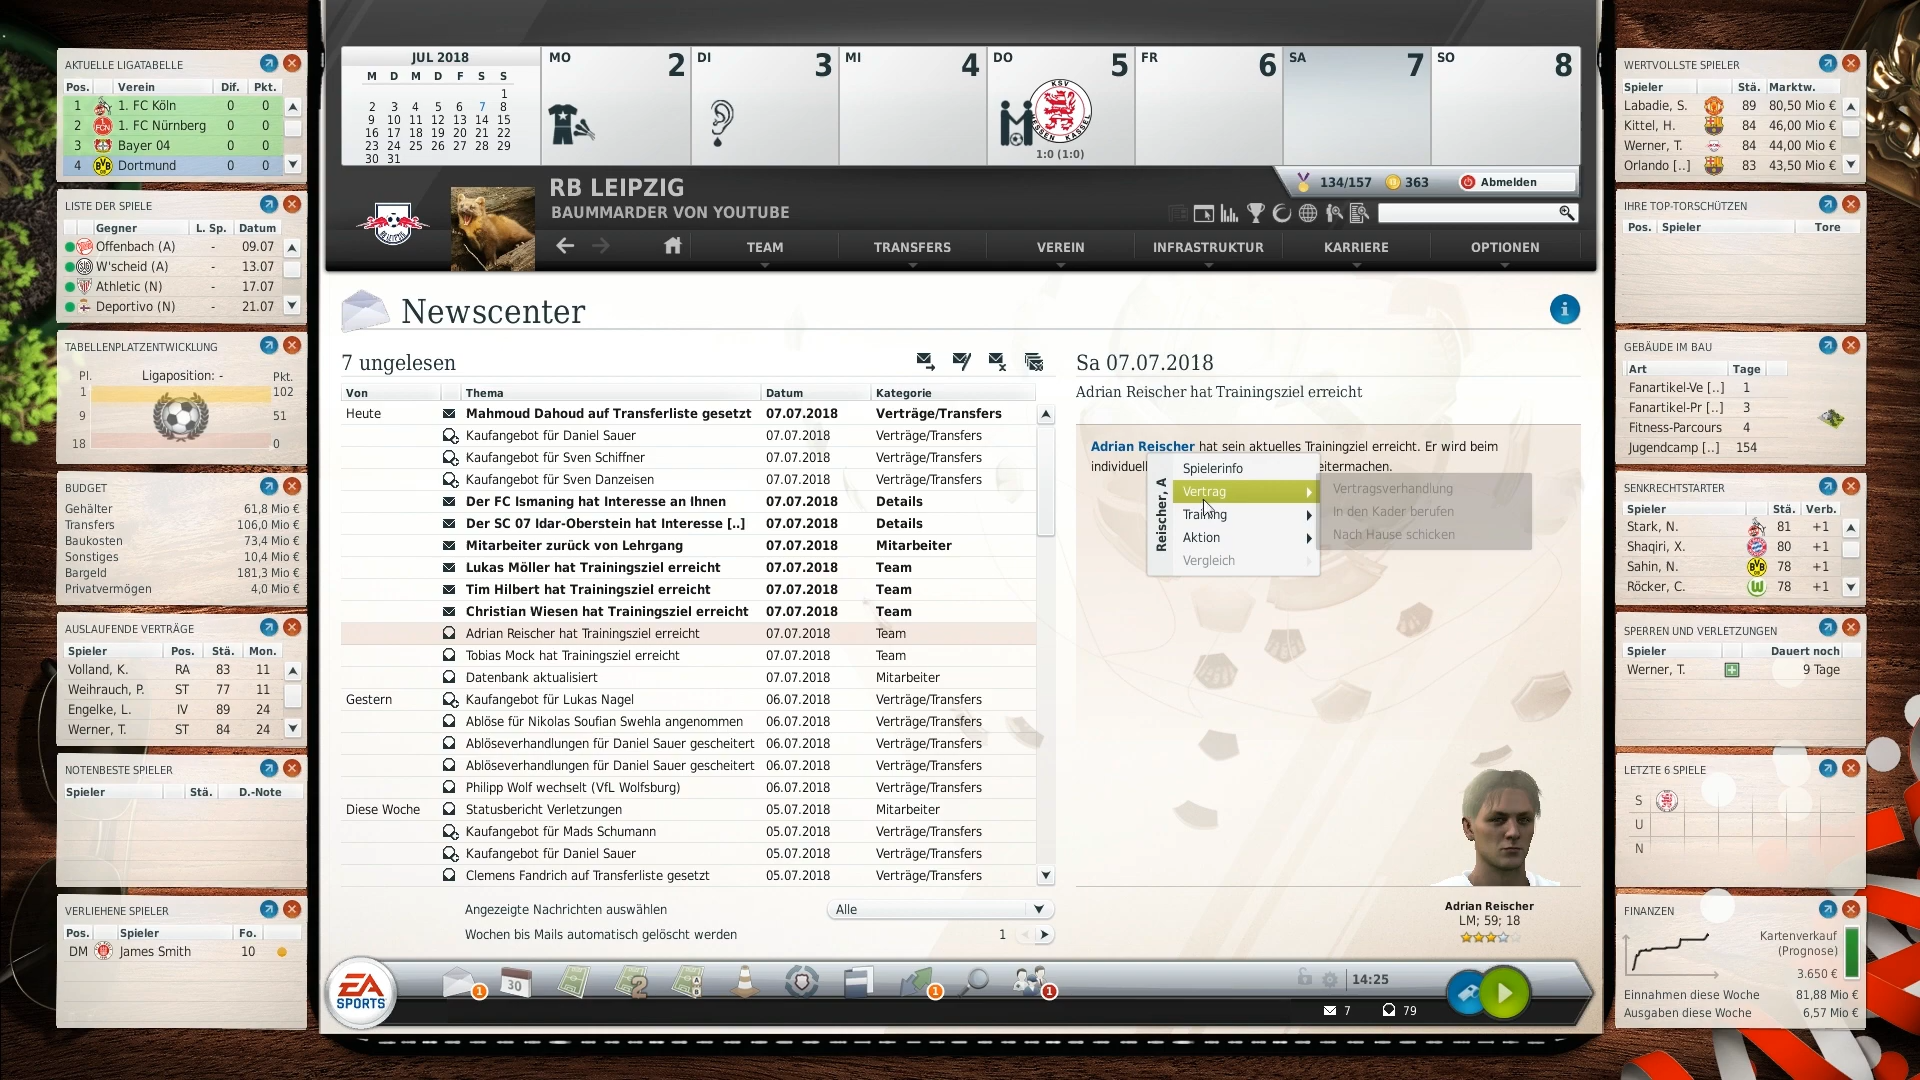 AKTUELLE LIGATABELLE
Pos. Verein Dif. Pkt.
1 1. FC Köln 0 0
2 1. FC Nürnberg 0 0
3 Bayer 04 0 0
4 Dortmund 0 0
LISTE DER SPIELE
Gegner L. Sp. Datum
Offenbach (A) - 09.07
W'scheid (A) - 13.07
Athletic (N) - 17.07
Deportivo (N) - 21.07
TABELLENPLATZENTWICKLUNG
Pl. Ligaposition: - Pkt.
1 102
9 51
18 0
BUDGET
Gehälter 61,8 Mio €
Transfers 106,0 Mio €
Baukosten 73,4 Mio €
Sonstiges 10,4 Mio €
Bargeld 181,3 Mio €
Privatvermögen 4,0 Mio €
AUSLAUFENDE VERTRÄGE
Spieler Pos. Stä. Mon.
Volland, K. RA 83 11
Weihrauch, P. ST 77 11
Engelke, L. IV 89 24
Werner, T. ST 84 24
NOTENBESTE SPIELER
Spieler Stä. D.-Note
VERLIEHENE SPIELER
Pos. Spieler Fo.
DM James Smith 10
JUL 2018
M D M D F S S
1
2 3 4 5 6 7 8
9 10 11 12 13 14 15
16 17 18 19 20 21 22
23 24 25 26 27 28 29
30 31
MO 2 DI 3 MI 4 DO 5 FR 6 SA 7 SO 8
KSV
HESSEN KASSEL
1:0 (1:0)
134/157 363 Abmelden
RB LEIPZIG
BAUMMARDER VON YOUTUBE
TEAM TRANSFERS VEREIN INFRASTRUKTUR KARRIERE OPTIONEN
Newscenter
7 ungelesen
Von Thema Datum Kategorie
Heute Mahmoud Dahoud auf Transferliste gesetzt 07.07.2018 Verträge/Transfers
Kaufangebot für Daniel Sauer 07.07.2018 Verträge/Transfers
Kaufangebot für Sven Schiffner 07.07.2018 Verträge/Transfers
Kaufangebot für Sven Danzeisen 07.07.2018 Verträge/Transfers
Der FC Ismaning hat Interesse an Ihnen 07.07.2018 Details
Der SC 07 Idar-Oberstein hat Interesse [..] 07.07.2018 Details
Mitarbeiter zurück von Lehrgang 07.07.2018 Mitarbeiter
Lukas Möller hat Trainingsziel erreicht 07.07.2018 Team
Tim Hilbert hat Trainingsziel erreicht 07.07.2018 Team
Christian Wiesen hat Trainingsziel erreicht 07.07.2018 Team
Adrian Reischer hat Trainingsziel erreicht 07.07.2018 Team
Tobias Mock hat Trainingsziel erreicht 07.07.2018 Team
Datenbank aktualisiert 07.07.2018 Mitarbeiter
Gestern Kaufangebot für Lukas Nagel 06.07.2018 Verträge/Transfers
Ablöse für Nikolas Soufian Swehla angenommen 06.07.2018 Verträge/Transfers
Ablöseverhandlungen für Daniel Sauer gescheitert 06.07.2018 Verträge/Transfers
Ablöseverhandlungen für Daniel Sauer gescheitert 06.07.2018 Verträge/Transfers
Philipp Wolf wechselt (VfL Wolfsburg) 06.07.2018 Verträge/Transfers
Diese Woche Statusbericht Verletzungen 05.07.2018 Mitarbeiter
Kaufangebot für Mads Schumann 05.07.2018 Verträge/Transfers
Kaufangebot für Daniel Sauer 05.07.2018 Verträge/Transfers
Clemens Fandrich auf Transferliste gesetzt 05.07.2018 Verträge/Transfers
Angezeigte Nachrichten auswählen Alle
Wochen bis Mails automatisch gelöscht werden 1
Sa 07.07.2018
Adrian Reischer hat Trainingsziel erreicht
Adrian Reischer hat sein aktuelles Trainingziel erreicht. Er wird beim
individuell eitermachen.
Reischer, A
Spielerinfo
Vertrag
Training
Aktion
Vergleich
Vertragsverhandlung
In den Kader berufen
Nach Hause schicken
Adrian Reischer
LM; 59; 18
EA SPORTS
1 30 2 1 1
14:25
7 79
WERTVOLLSTE SPIELER
Spieler Stä. Marktw.
Labadie, S. 89 80,50 Mio €
Kittel, H. 84 46,00 Mio €
Werner, T. 84 44,00 Mio €
Orlando [..] 83 43,50 Mio €
IHRE TOP-TORSCHÜTZEN
Pos. Spieler Tore
GEBÄUDE IM BAU
Art Tage
Fanartikel-Ve [..] 1
Fanartikel-Pr [..] 3
Fitness-Parcours 4
Jugendcamp [..] 154
SENKRECHTSTARTER
Spieler Stä. Verb.
Stark, N. 81 +1
Shaqiri, X. 80 +1
Sahin, N. 78 +1
Röcker, C. 78 +1
SPERREN UND VERLETZUNGEN
Spieler Dauert noch
Werner, T. 9 Tage
LETZTE 6 SPIELE
S
U
N
FINANZEN
Kartenverkauf
(Prognose)
3.650 €
Einnahmen diese Woche 81,88 Mio €
Ausgaben diese Woche 6,57 Mio €